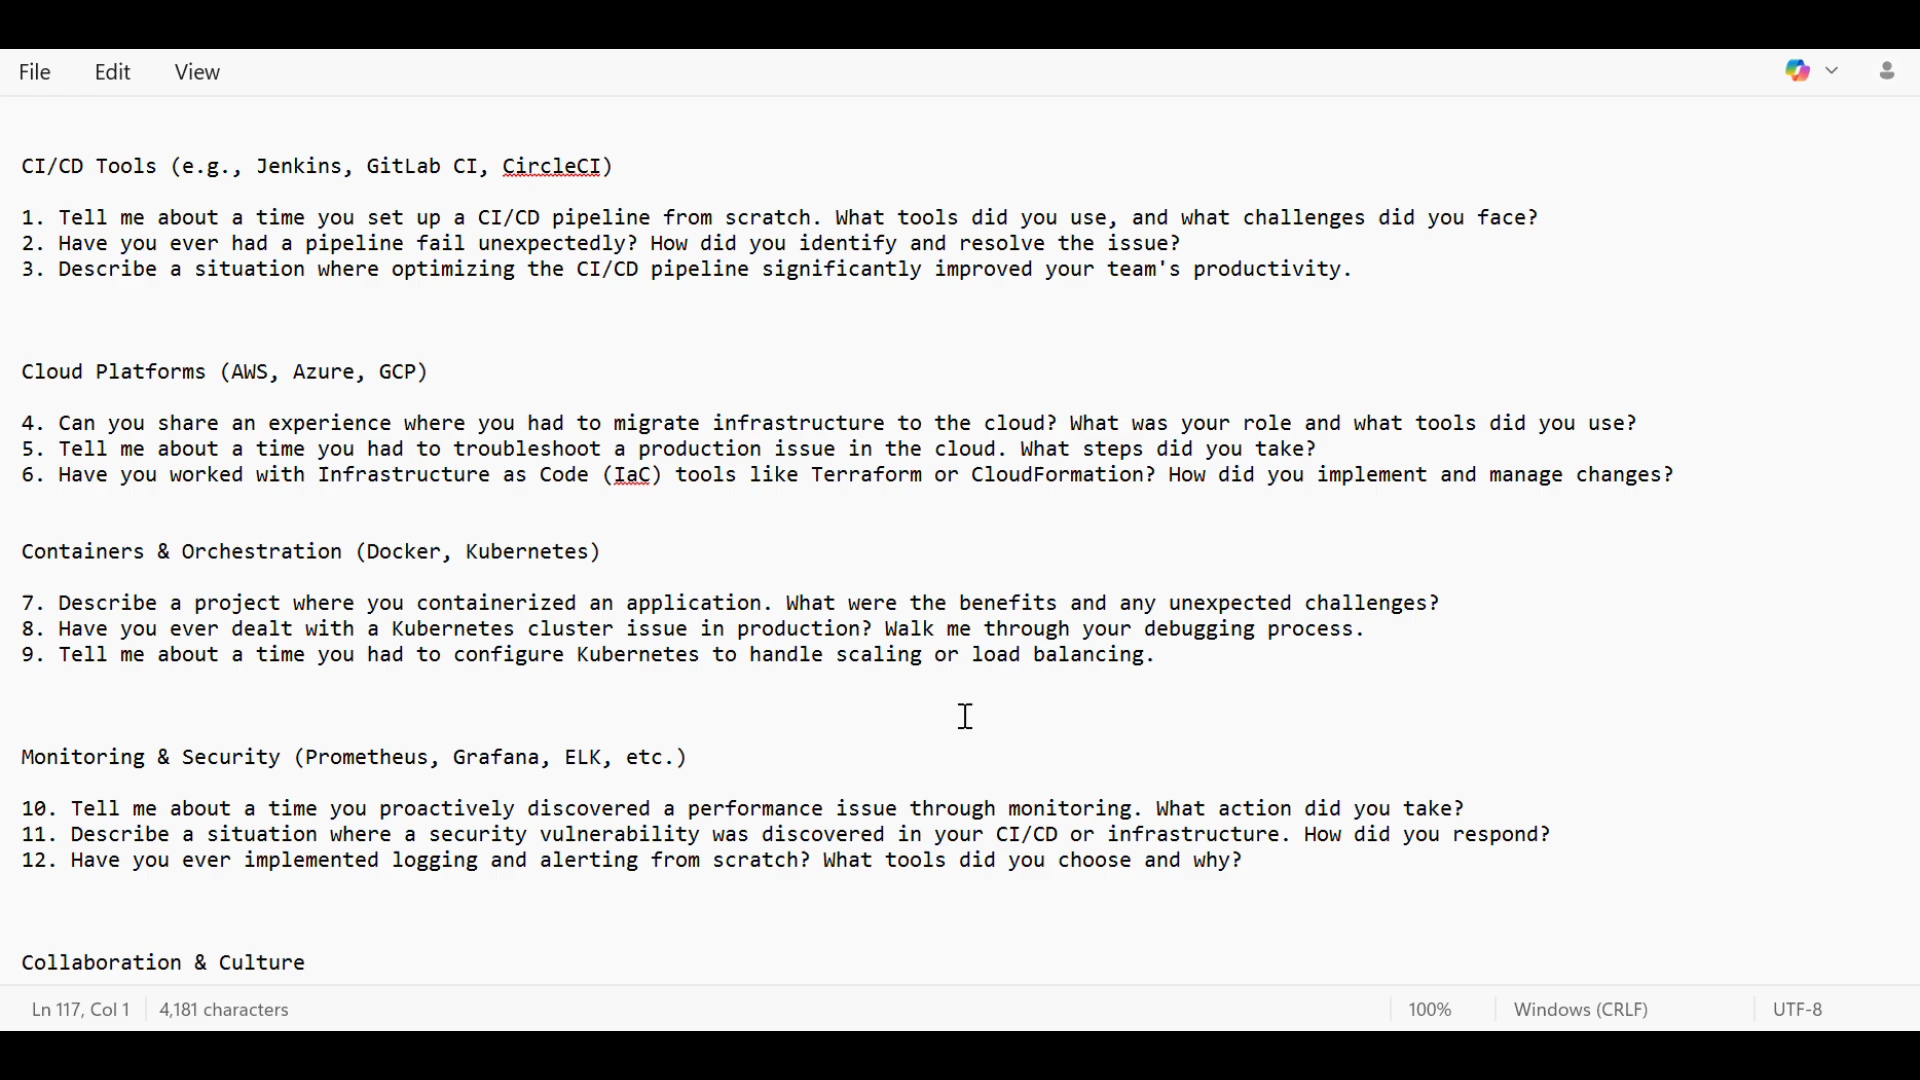 File Edit View
CI/CD Tools (e.g., Jenkins, GitLab CI, CircleCI)
1. Tell me about a time you set up a CI/CD pipeline from scratch. What tools did you use, and what challenges did you face?
2. Have you ever had a pipeline fail unexpectedly? How did you identify and resolve the issue?
3. Describe a situation where optimizing the CI/CD pipeline significantly improved your team's productivity.
Cloud Platforms (AWS, Azure, GCP)
4. Can you share an experience where you had to migrate infrastructure to the cloud? What was your role and what tools did you use?
5. Tell me about a time you had to troubleshoot a production issue in the cloud. What steps did you take?
6. Have you worked with Infrastructure as Code (IaC) tools like Terraform or CloudFormation? How did you implement and manage changes?
Containers & Orchestration (Docker, Kubernetes)
7. Describe a project where you containerized an application. What were the benefits and any unexpected challenges?
8. Have you ever dealt with a Kubernetes cluster issue in production? Walk me through your debugging process.
9. Tell me about a time you had to configure Kubernetes to handle scaling or load balancing.
Monitoring & Security (Prometheus, Grafana, ELK, etc.)
10. Tell me about a time you proactively discovered a performance issue through monitoring. What action did you take?
11. Describe a situation where a security vulnerability was discovered in your CI/CD or infrastructure. How did you respond?
12. Have you ever implemented logging and alerting from scratch? What tools did you choose and why?
Collaboration & Culture
Ln 117, Col 1 4,181 characters 100% Windows (CRLF) UTF-8